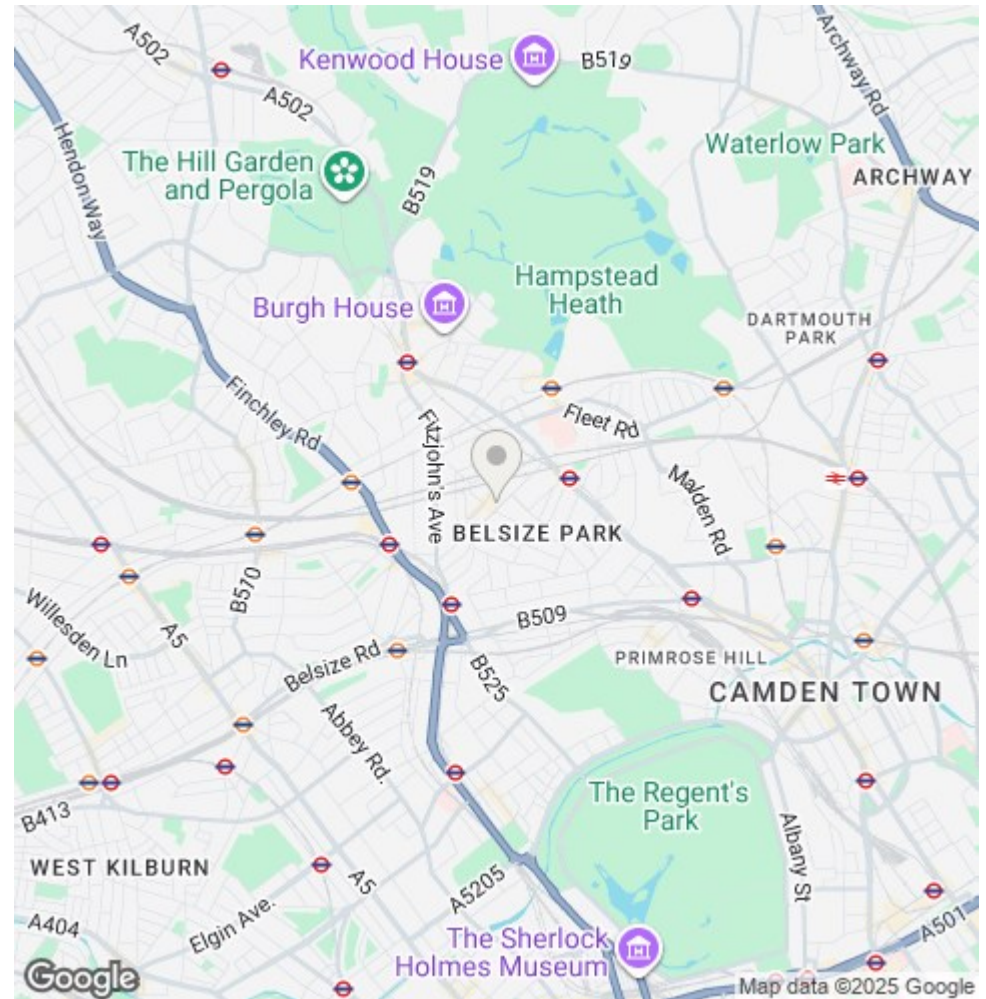 A502
Kenwood House
B519
Archway Rd
A502
Hendon Way
The Hill Garden
and Pergola
B519
Waterlow Park
ARCHWAY
Hampstead
Heath
Burgh House
DARTMOUTH
PARK
Finchley Rd
Fitzjohn's Ave
Fleet Rd
Malden Rd
BELSIZE PARK
B510
Willesden Ln
A5
B509
Belsize Rd
B525
PRIMROSE HILL
CAMDEN TOWN
Abbey Rd.
The Regent's
Park
Albany St
B413
WEST KILBURN
A5
A5205
A404
Elgin Ave.
A501
The Sherlock
Holmes Museum
Google
Map data ©2025 Google